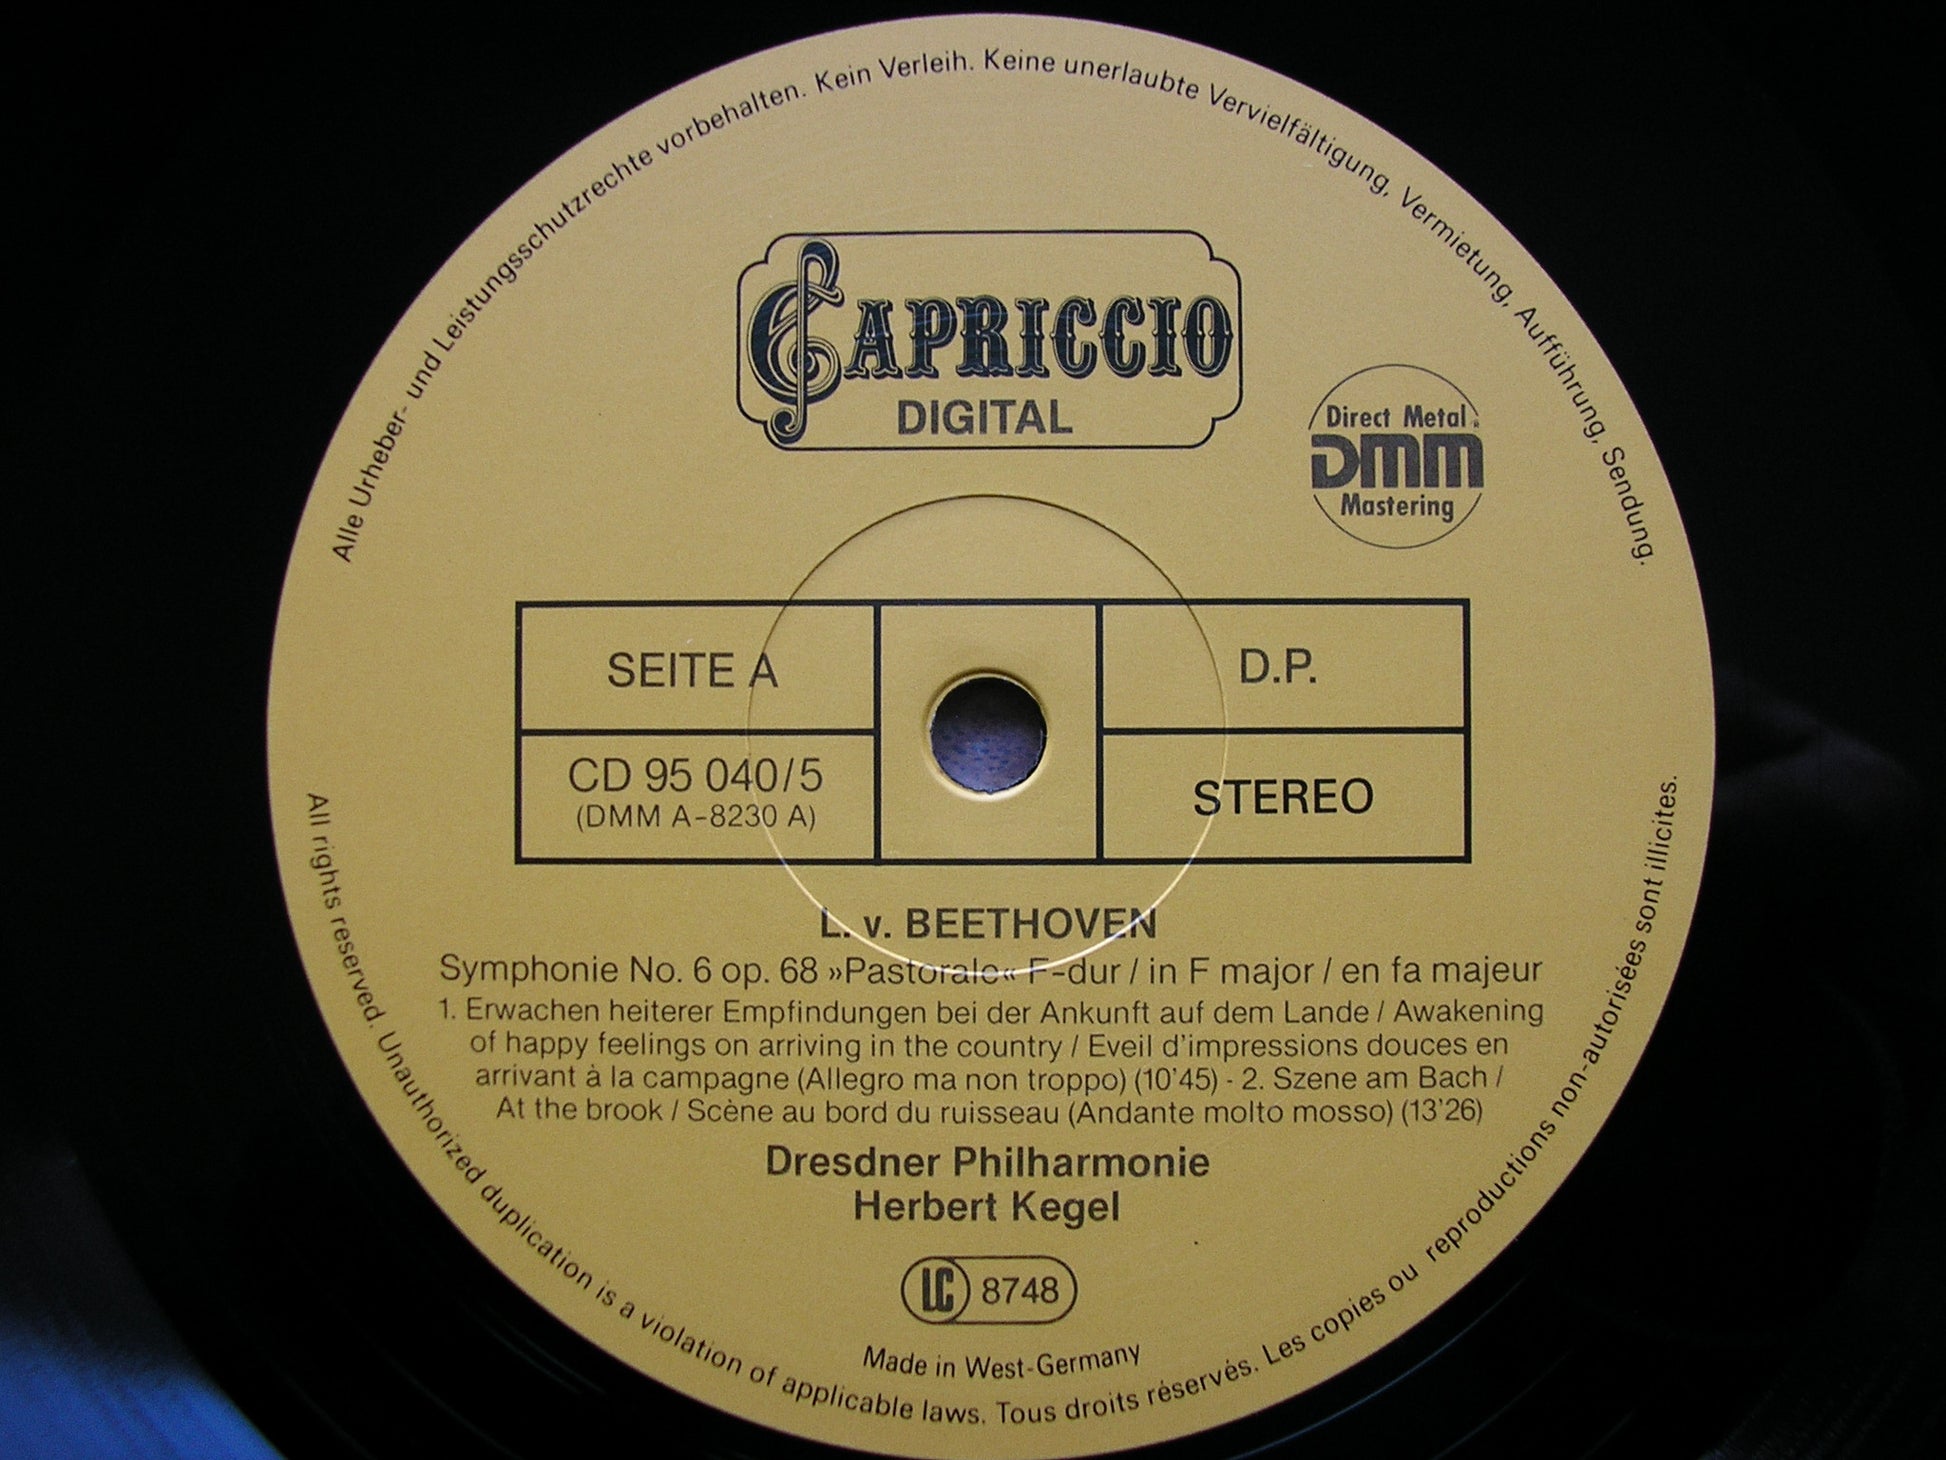 Alle Urheber- und Leistungsschutzrechte vorbehalten. Kein Verleih. Keine unerlaubte Vervielfältigung, Vermietung, Aufführung, Sendung.
CAPRICCIO
DIGITAL
Direct Metal ®
DMM
Mastering
SEITE A
D.P.
CD 95 040/5
(DMM A-8230 A)
STEREO
L. v. BEETHOVEN
Symphonie No. 6 op. 68 »Pastorale« F-dur / in F major / en fa majeur
1. Erwachen heiterer Empfindungen bei der Ankunft auf dem Lande / Awakening
of happy feelings on arriving in the country / Eveil d'impressions douces en
arrivant à la campagne (Allegro ma non troppo) (10'45) - 2. Szene am Bach /
At the brook / Scène au bord du ruisseau (Andante molto mosso) (13'26)
Dresdner Philharmonie
Herbert Kegel
LC 8748
Made in West-Germany
All rights reserved. Unauthorized duplication is a violation of applicable laws. Tous droits réservés. Les copies ou reproductions non-autorisées sont illicites.